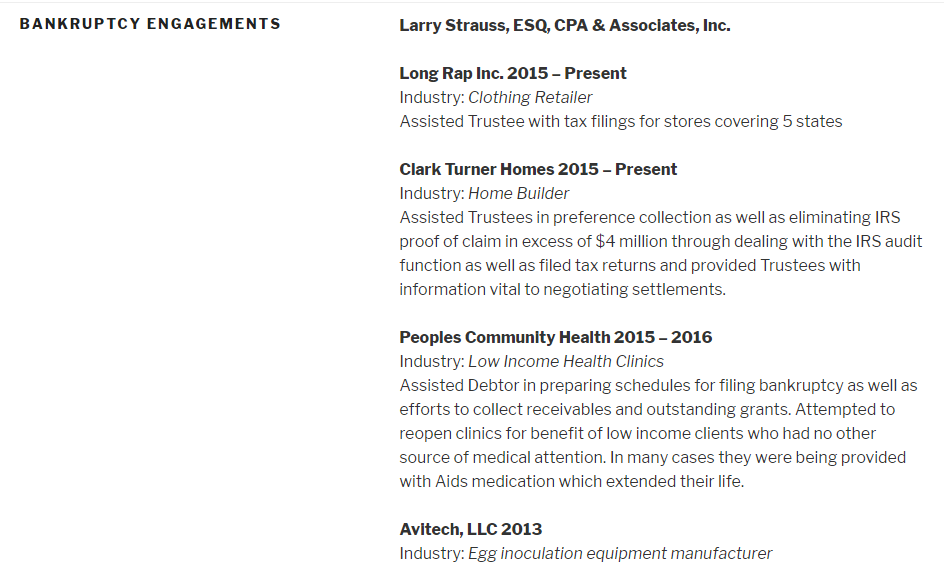 BANKRUPTCY ENGAGEMENTS
Larry Strauss, ESQ, CPA & Associates, Inc.
Long Rap Inc. 2015 – Present
Industry: Clothing Retailer
Assisted Trustee with tax filings for stores covering 5 states
Clark Turner Homes 2015 – Present
Industry: Home Builder
Assisted Trustees in preference collection as well as eliminating IRS
proof of claim in excess of $4 million through dealing with the IRS audit
function as well as filed tax returns and provided Trustees with
information vital to negotiating settlements.
Peoples Community Health 2015 – 2016
Industry: Low Income Health Clinics
Assisted Debtor in preparing schedules for filing bankruptcy as well as
efforts to collect receivables and outstanding grants. Attempted to
reopen clinics for benefit of low income clients who had no other
source of medical attention. In many cases they were being provided
with Aids medication which extended their life.
Avitech, LLC 2013
Industry: Egg inoculation equipment manufacturer